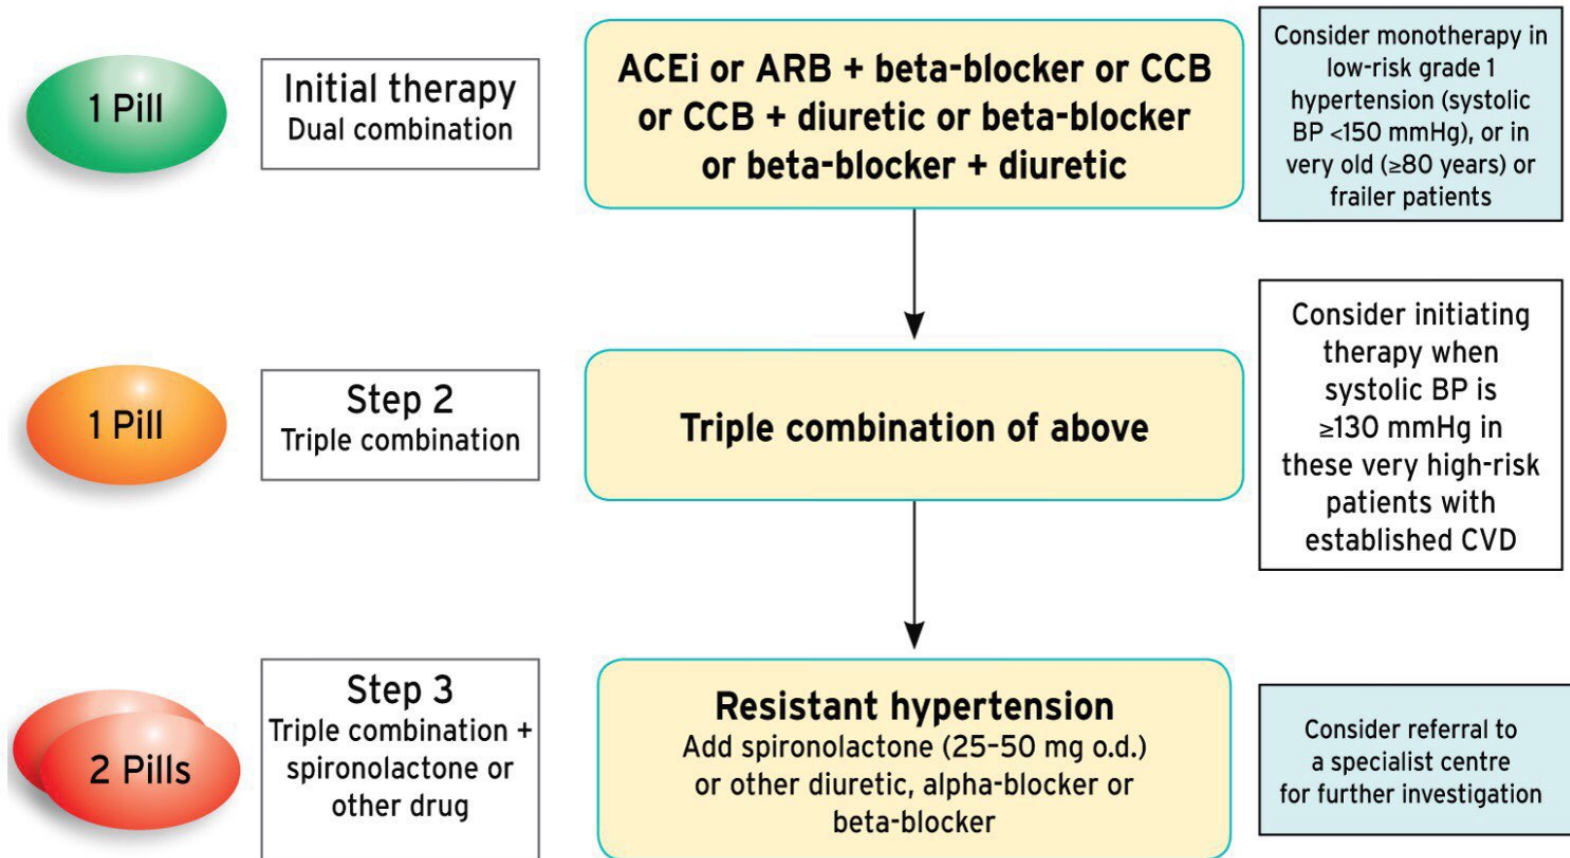 1 Pill
Initial therapy
Dual combination
ACEi or ARB + beta-blocker or CCB
or CCB + diuretic or beta-blocker
or beta-blocker + diuretic
Consider monotherapy in
low-risk grade 1
hypertension (systolic
BP <150 mmHg), or in
very old (≥80 years) or
frailer patients
1 Pill
Step 2
Triple combination
Triple combination of above
Consider initiating
therapy when
systolic BP is
≥130 mmHg in
these very high-risk
patients with
established CVD
2 Pills
Step 3
Triple combination +
spironolactone or
other drug
Resistant hypertension
Add spironolactone (25–50 mg o.d.)
or other diuretic, alpha-blocker or
beta-blocker
Consider referral to
a specialist centre
for further investigation